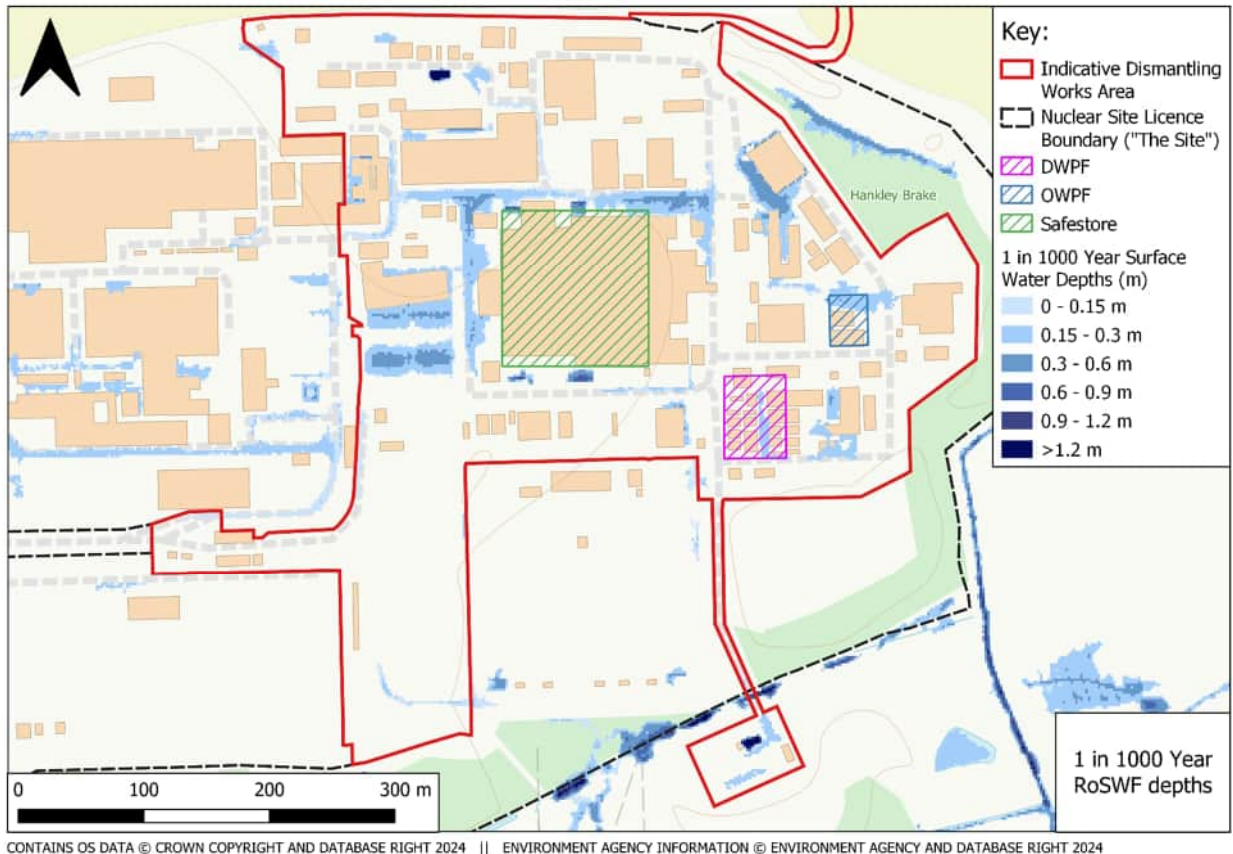 Key:
Indicative Dismantling
Works Area
Nuclear Site Licence
Boundary ("The Site")
DWPF
OWPF
Safestore
1 in 1000 Year Surface
Water Depths (m)
0 - 0.15 m
0.15 - 0.3 m
0.3 - 0.6 m
0.6 - 0.9 m
0.9 - 1.2 m
>1.2 m
Hankley Brake
1 in 1000 Year
RoSWF depths
0 100 200 300 m
CONTAINS OS DATA © CROWN COPYRIGHT AND DATABASE RIGHT 2024 || ENVIRONMENT AGENCY INFORMATION © ENVIRONMENT AGENCY AND DATABASE RIGHT 2024